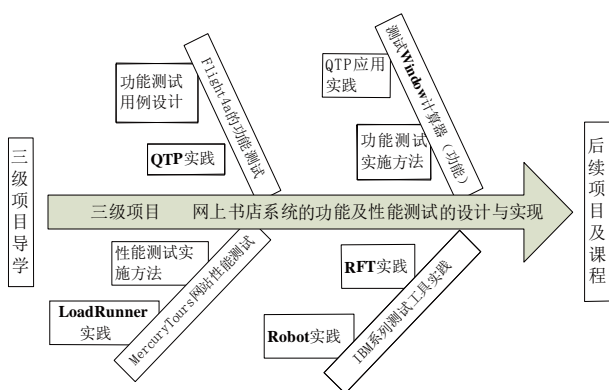 功能测试
用例设计
QTP实践
Flight4a的功能测试
QTP应用
实践
功能测试
实施方法
测试Window计算器（功能）
三级项目导学
三级项目 网上书店系统的功能及性能测试的设计与实现
后续项目及课程
性能测试实
施方法
LoadRunner
实践
MercuryTours网站性能测试
RFT实践
Robot实践
IBM系列测试工具实践